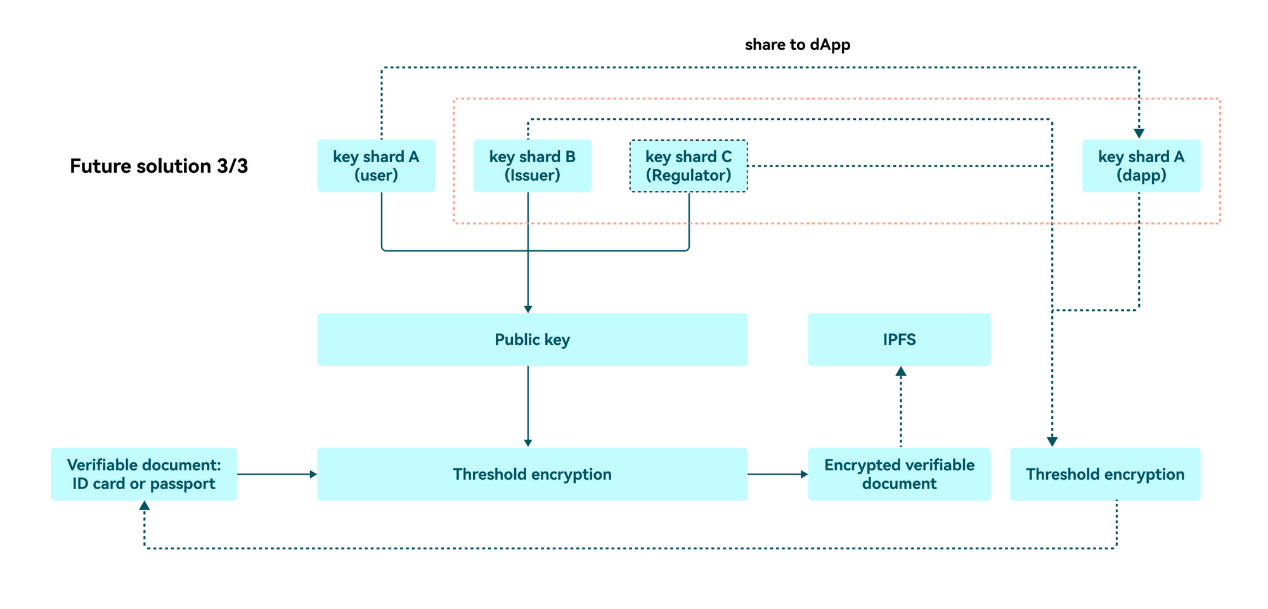 share to dApp
Future solution 3/3
key shard A
(user)
key shard B
(Issuer)
key shard C
(Regulator)
key shard A
(dapp)
Public key
IPFS
Verifiable document:
ID card or passport
Threshold encryption
Encrypted verifiable
document
Threshold encryption